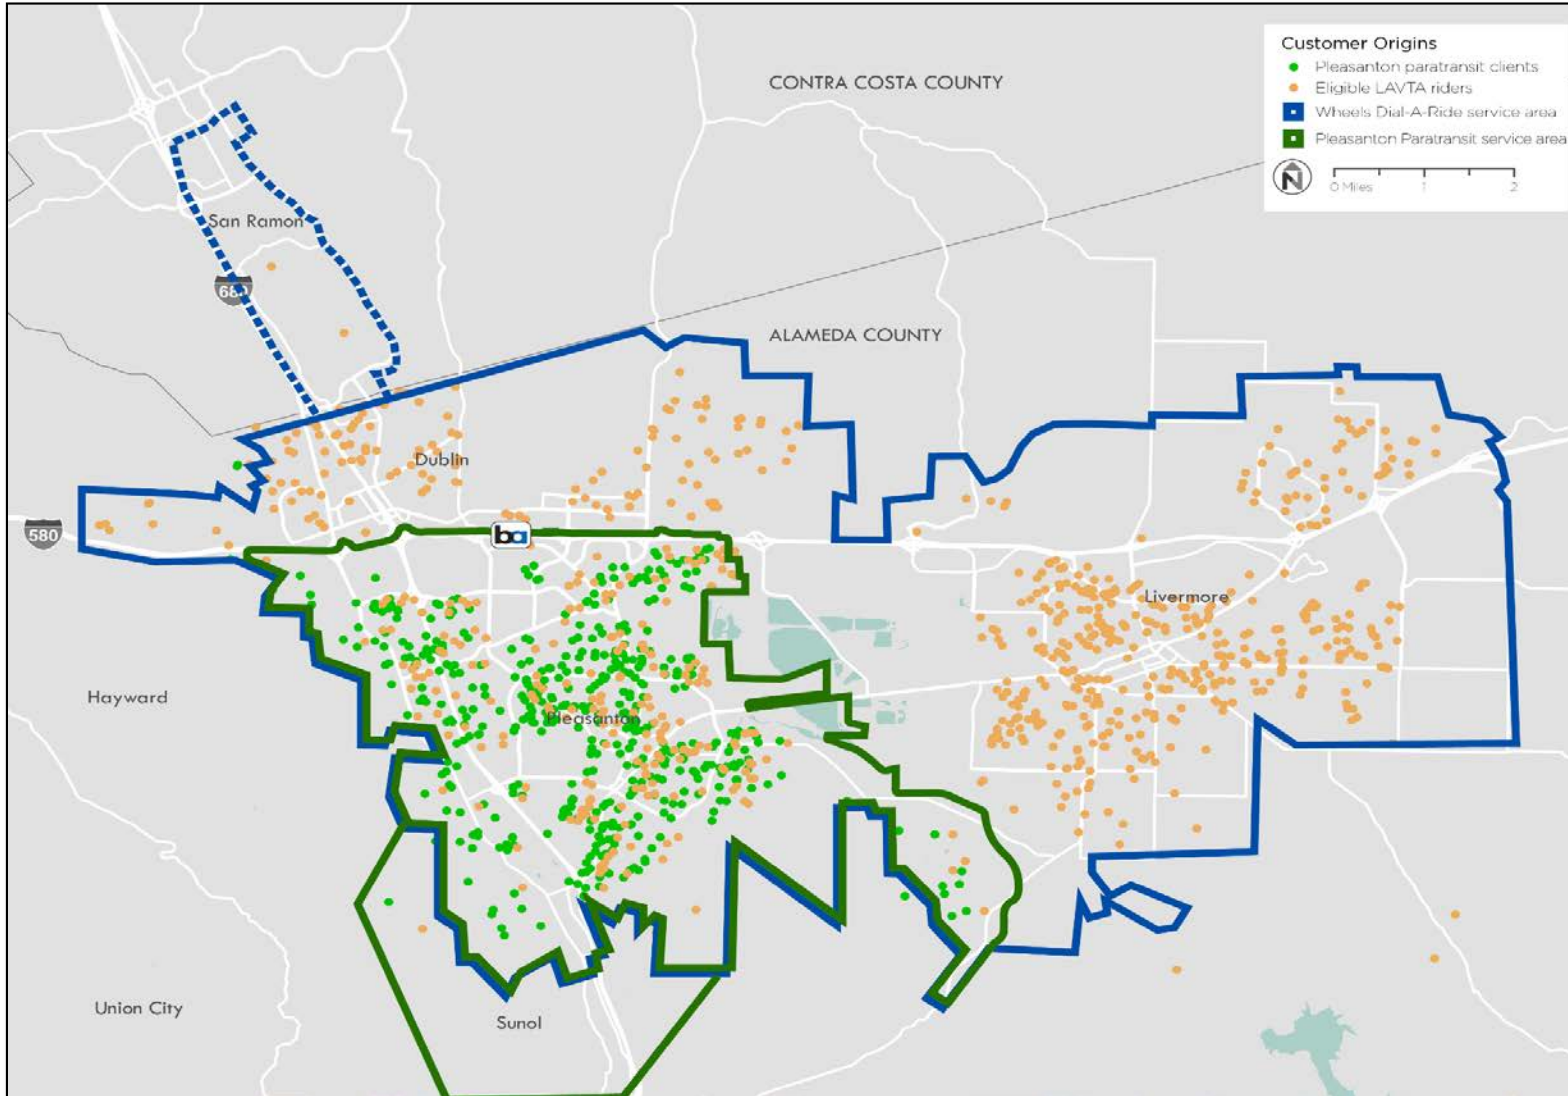 Customer Origins
Pleasanton paratransit clients
Eligible LAVTA riders
Wheels Dial-A-Ride service area
Pleasanton Paratransit service area
N
0 Miles 1 2
CONTRA COSTA COUNTY
San Ramon
680
ALAMEDA COUNTY
Dublin
580
ba
Livermore
Hayward
Pleasanton
Union City
Sunol